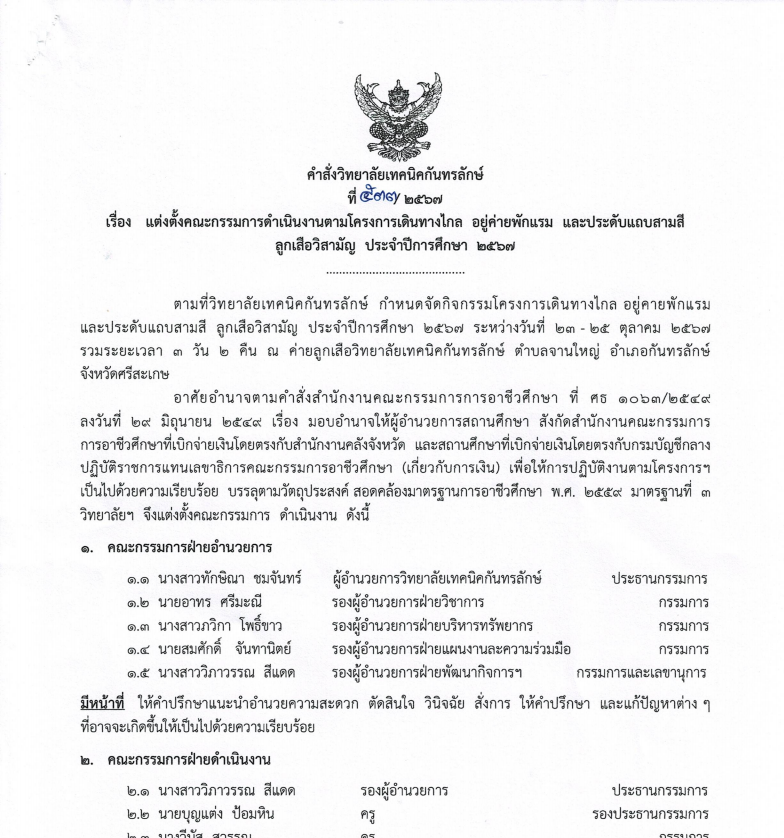 คำสั่งวิทยาลัยเทคนิคกันทรลักษ์
ที่ ๕๓๗/๒๕๖๗
เรื่อง แต่งตั้งคณะกรรมการดำเนินงานตามโครงการเดินทางไกล อยู่ค่ายพักแรม และประดับแถบสามสี
ลูกเสือวิสามัญ ประจำปีการศึกษา ๒๕๖๗
ตามที่วิทยาลัยเทคนิคกันทรลักษ์ กำหนดจัดกิจกรรมโครงการเดินทางไกล อยู่คายพักแรม
และประดับแถบสามสี ลูกเสือวิสามัญ ประจำปีการศึกษา ๒๕๖๗ ระหว่างวันที่ ๒๓ - ๒๕ ตุลาคม ๒๕๖๗
รวมระยะเวลา ๓ วัน ๒ คืน ณ ค่ายลูกเสือวิทยาลัยเทคนิคกันทรลักษ์ ตำบลจานใหญ่ อำเภอกันทรลักษ์
จังหวัดศรีสะเกษ
อาศัยอำนาจตามคำสั่งสำนักงานคณะกรรมการการอาชีวศึกษา ที่ ศธ ๑๐๖๓/๒๕๔๙
ลงวันที่ ๒๙ มิถุนายน ๒๕๔๙ เรื่อง มอบอำนาจให้ผู้อำนวยการสถานศึกษา สังกัดสำนักงานคณะกรรมการ
การอาชีวศึกษาที่เบิกจ่ายเงินโดยตรงกับสำนักงานคลังจังหวัด และสถานศึกษาที่เบิกจ่ายเงินโดยตรงกับกรมบัญชีกลาง
ปฏิบัติราชการแทนเลขาธิการคณะกรรมการอาชีวศึกษา (เกี่ยวกับการเงิน) เพื่อให้การปฏิบัติงานตามโครงการฯ
เป็นไปด้วยความเรียบร้อย บรรลุตามวัตถุประสงค์ สอดคล้องมาตรฐานการอาชีวศึกษา พ.ศ. ๒๕๕๙ มาตรฐานที่ ๓
วิทยาลัยฯ จึงแต่งตั้งคณะกรรมการ ดำเนินงาน ดังนี้
๑. คณะกรรมการฝ่ายอำนวยการ
๑.๑ นางสาวทักษิณา ชมจันทร์ ผู้อำนวยการวิทยาลัยเทคนิคกันทรลักษ์ ประธานกรรมการ
๑.๒ นายอาทร ศรีมะณี รองผู้อำนวยการฝ่ายวิชาการ กรรมการ
๑.๓ นางสาวภวิกา โพธิ์ขาว รองผู้อำนวยการฝ่ายบริหารทรัพยากร กรรมการ
๑.๔ นายสมศักดิ์ จันทานิตย์ รองผู้อำนวยการฝ่ายแผนงานละความร่วมมือ กรรมการ
๑.๕ นางสาววิภาวรรณ สีแดด รองผู้อำนวยการฝ่ายพัฒนากิจการฯ กรรมการและเลขานุการ
มีหน้าที่ ให้คำปรึกษาแนะนำอำนวยความสะดวก ตัดสินใจ วินิจฉัย สั่งการ ให้คำปรึกษา และแก้ปัญหาต่าง ๆ
ที่อาจจะเกิดขึ้นให้เป็นไปด้วยความเรียบร้อย
๒. คณะกรรมการฝ่ายดำเนินงาน
๒.๑ นางสาววิภาวรรณ สีแดด รองผู้อำนวยการ ประธานกรรมการ
๒.๒ นายบุญแต่ง ป้อมหิน ครู รองประธานกรรมการ